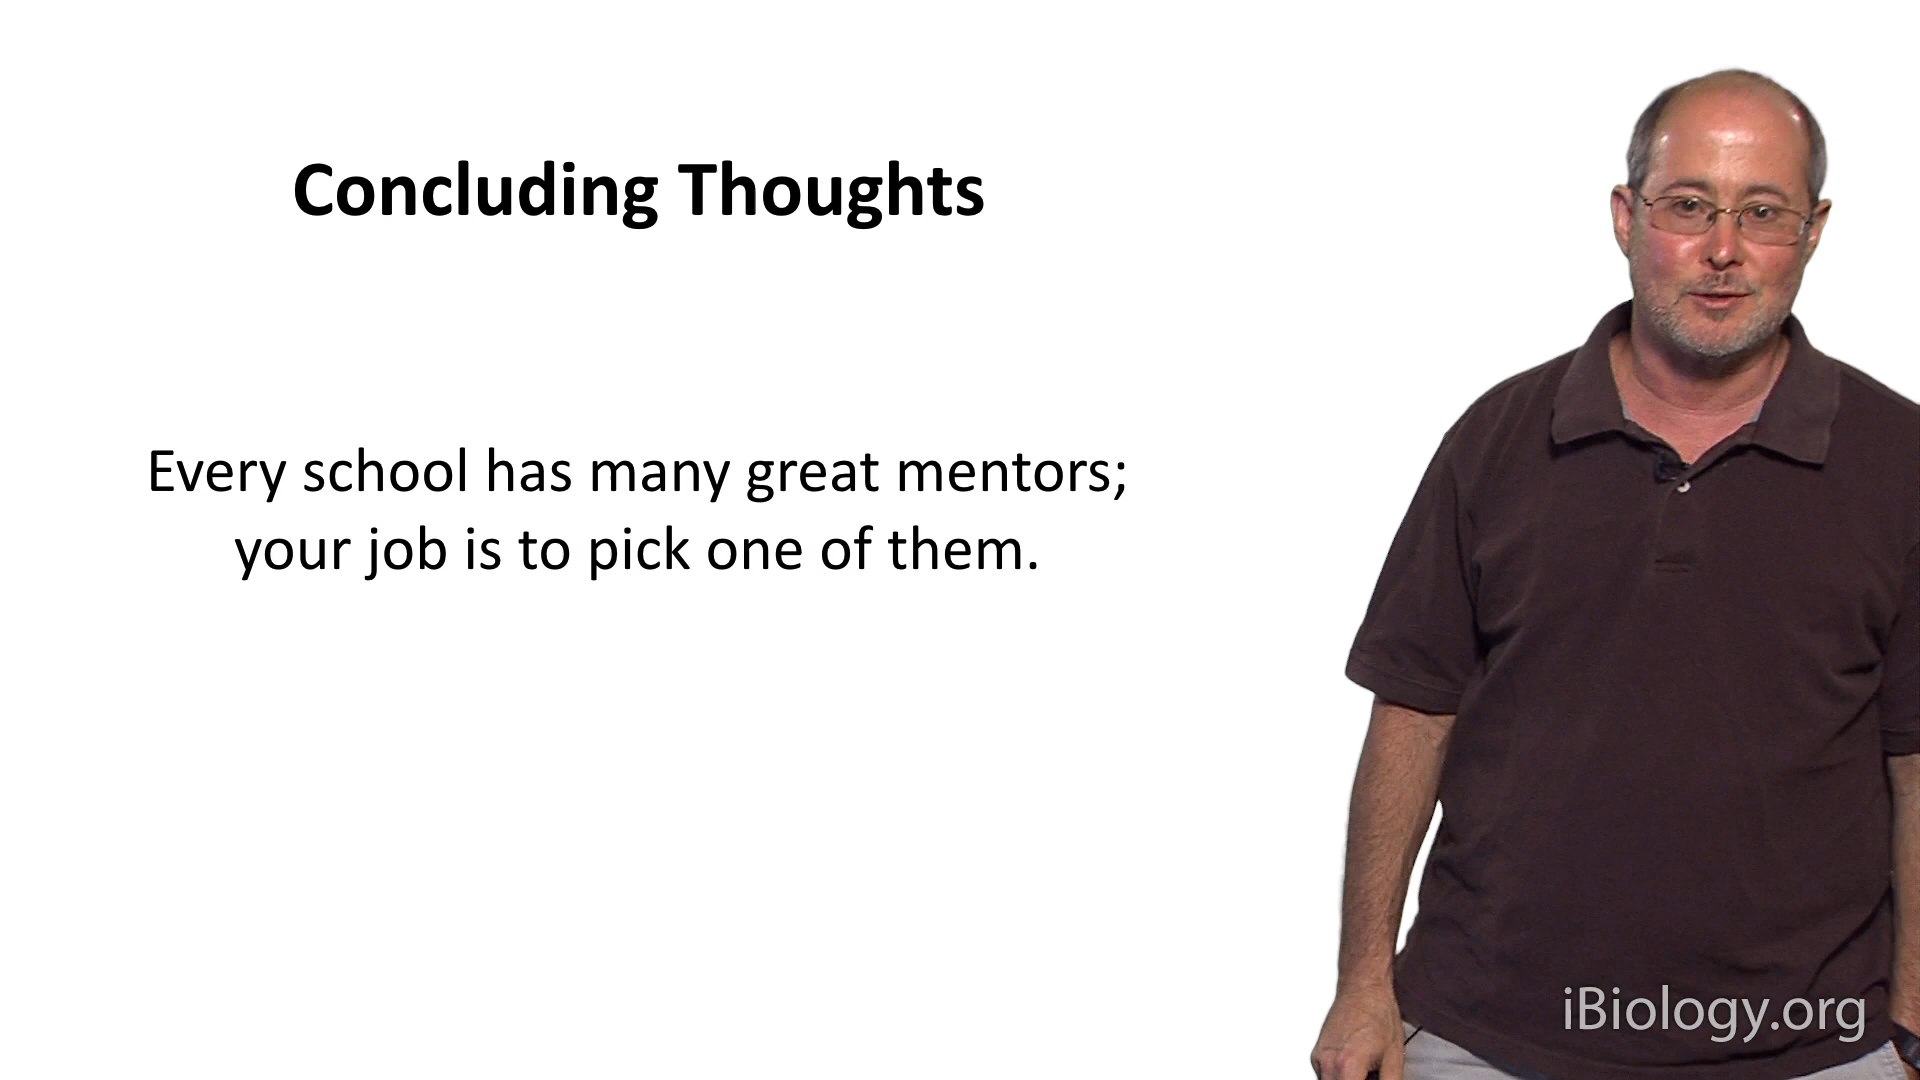 Concluding Thoughts
Every school has many great mentors;
your job is to pick one of them.
iBiology.org